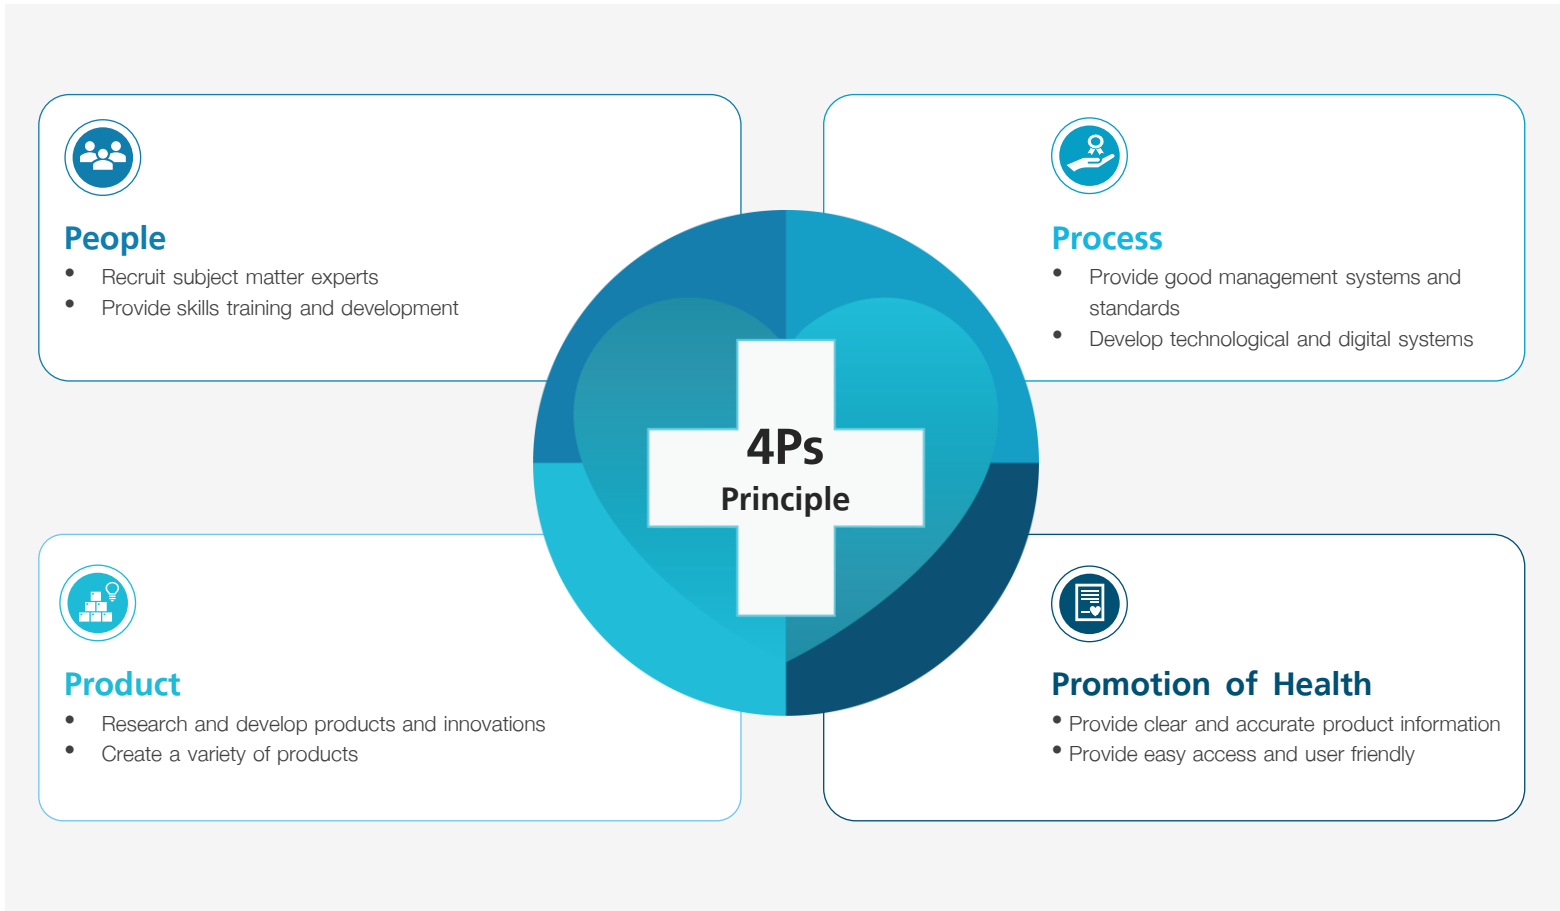 People
• Recruit subject matter experts
• Provide skills training and development
Process
• Provide good management systems and
standards
• Develop technological and digital systems
4Ps
Principle
Product
• Research and develop products and innovations
• Create a variety of products
Promotion of Health
• Provide clear and accurate product information
• Provide easy access and user friendly